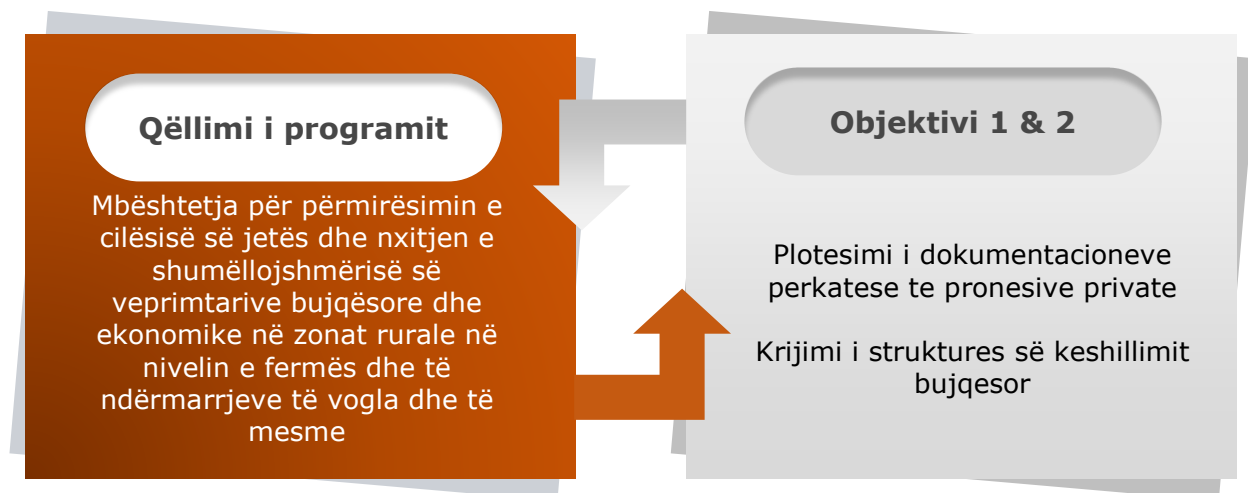 Qëllimi i programit
Mbështetja për përmirësimin e
cilësisë së jetës dhe nxitjen e
shumëllojshmërisë së
veprimtarive bujqësore dhe
ekonomike në zonat rurale në
nivelin e fermës dhe të
ndërmarrjeve të vogla dhe të
mesme
Objektivi 1 & 2
Plotesimi i dokumentacioneve
perkatese te pronesive private
Krijimi i struktures së keshillimit
bujqesor